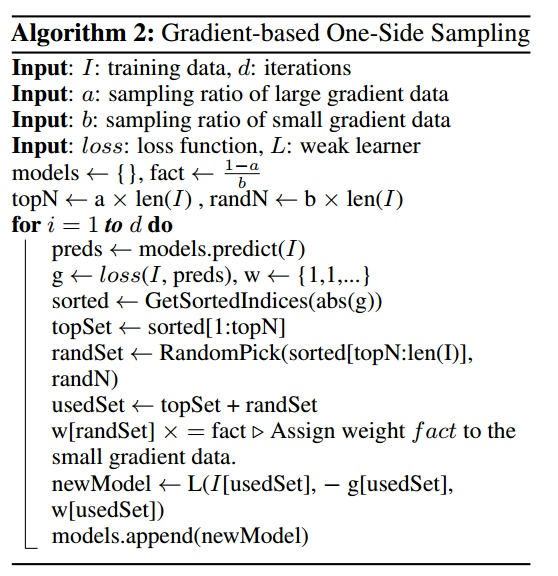 Algorithm 2: Gradient-based One-Side Sampling
Input: I: training data, d: iterations
Input: a: sampling ratio of large gradient data
Input: b: sampling ratio of small gradient data
Input: loss: loss function, L: weak learner
models ← {}, fact ← (1−a)/b
topN ← a × len(I) , randN ← b × len(I)
for i = 1 to d do
preds ← models.predict(I)
g ← loss(I, preds), w ← {1,1,...}
sorted ← GetSortedIndices(abs(g))
topSet ← sorted[1:topN]
randSet ← RandomPick(sorted[topN:len(I)],
randN)
usedSet ← topSet + randSet
w[randSet] × = fact ▷ Assign weight fact to the
small gradient data.
newModel ← L(I[usedSet], − g[usedSet],
w[usedSet])
models.append(newModel)